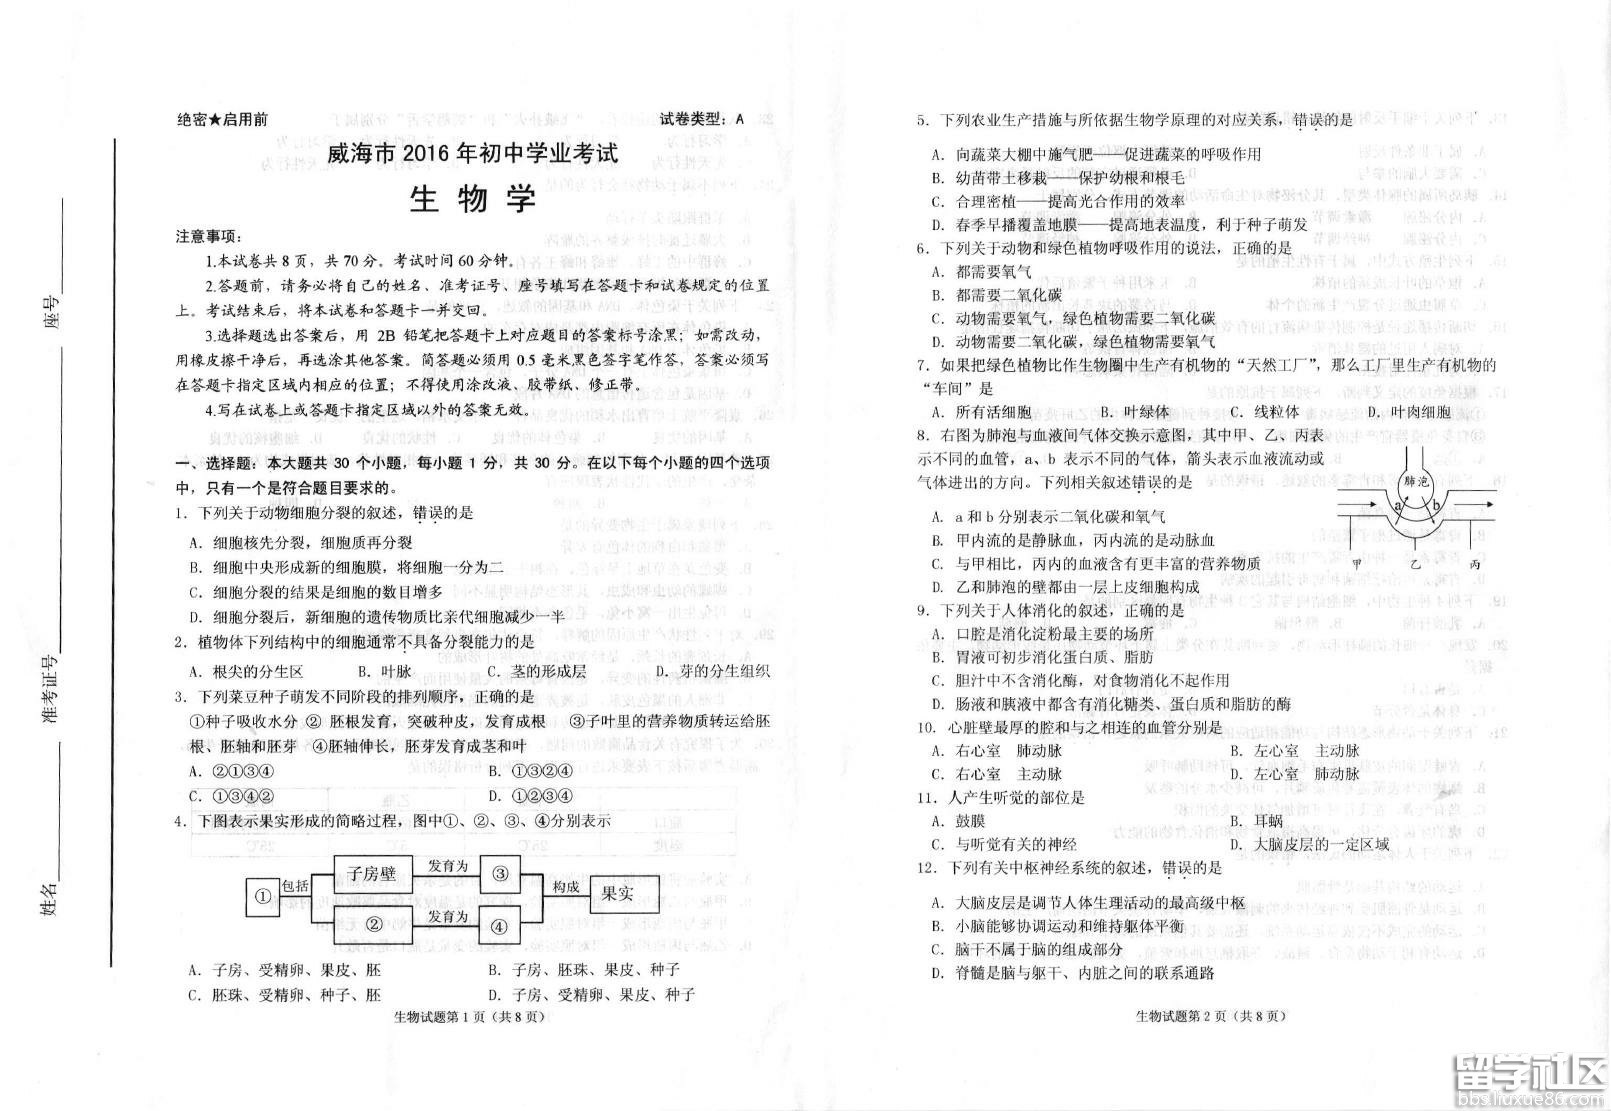 绝密★启用前
试卷类型：A
威海市 2016 年初中学业考试
生 物 学
注意事项：
1.本试卷共 8 页，共 70 分。考试时间 60 分钟。
2.答题前，请务必将自己的姓名、准考证号、座号填写在答题卡和试卷规定的位置
上。考试结束后，将本试卷和答题卡一并交回。
3.选择题选出答案后，用 2B 铅笔把答题卡上对应题目的答案标号涂黑；如需改动，
用橡皮擦干净后，再选涂其他答案。简答题必须用 0.5 毫米黑色签字笔作答，答案必须写
在答题卡指定区域内相应的位置；不得使用涂改液、胶带纸、修正带。
4.写在试卷上或答题卡指定区域以外的答案无效。
一、选择题：本大题共 30 个小题，每小题 1 分，共 30 分。在以下每个小题的四个选项
中，只有一个是符合题目要求的。
1．下列关于动物细胞分裂的叙述，错误的是
A．细胞核先分裂，细胞质再分裂
B．细胞中央形成新的细胞膜，将细胞一分为二
C．细胞分裂的结果是细胞的数目增多
D．细胞分裂后，新细胞的遗传物质比亲代细胞减少一半
2．植物体下列结构中的细胞通常不具备分裂能力的是
A．根尖的分生区 B．叶脉 C．茎的形成层 D．芽的分生组织
3．下列菜豆种子萌发不同阶段的排列顺序，正确的是
①种子吸收水分 ② 胚根发育，突破种皮，发育成根 ③子叶里的营养物质转运给胚
根、胚轴和胚芽 ④胚轴伸长，胚芽发育成茎和叶
A．②①③④ B．①③②④
C．①③④② D．①②③④
4．下图表示果实形成的简略过程，图中①、②、③、④分别表示
① 包括 子房壁 发育为 ③ 构成 果实
② 发育为 ④
A．子房、受精卵、果皮、胚 B．子房、胚珠、果皮、种子
C．胚珠、受精卵、种子、胚 D．子房、受精卵、果皮、种子
生物试题第 1 页（共 8 页）
姓名
准考证号
座号
5．下列农业生产措施与所依据生物学原理的对应关系，错误的是
A．向蔬菜大棚中施气肥——促进蔬菜的呼吸作用
B．幼苗带土移栽——保护幼根和根毛
C．合理密植——提高光合作用的效率
D．春季早播覆盖地膜——提高地表温度，利于种子萌发
6．下列关于动物和绿色植物呼吸作用的说法，正确的是
A．都需要氧气
B．都需要二氧化碳
C．动物需要氧气，绿色植物需要二氧化碳
D．动物需要二氧化碳，绿色植物需要氧气
7．如果把绿色植物比作生物圈中生产有机物的“天然工厂”，那么工厂里生产有机物的
“车间”是
A．所有活细胞 B．叶绿体 C．线粒体 D．叶肉细胞
8．右图为肺泡与血液间气体交换示意图，其中甲、乙、丙表
示不同的血管，a、b 表示不同的气体，箭头表示血液流动或
气体进出的方向。下列相关叙述错误的是
A．a 和 b 分别表示二氧化碳和氧气
B．甲内流的是静脉血，丙内流的是动脉血
C．与甲相比，丙内的血液含有更丰富的营养物质
D．乙和肺泡的壁都由一层上皮细胞构成
肺泡
a b
甲 乙 丙
9．下列关于人体消化的叙述，正确的是
A．口腔是消化淀粉最主要的场所
B．胃液可初步消化蛋白质、脂肪
C．胆汁中不含消化酶，对食物消化不起作用
D．肠液和胰液中都含有消化糖类、蛋白质和脂肪的酶
10．心脏壁最厚的腔和与之相连的血管分别是
A．右心室 肺动脉 B．左心室 主动脉
C．右心室 主动脉 D．左心室 肺动脉
11．人产生听觉的部位是
A．鼓膜 B．耳蜗
C．与听觉有关的神经 D．大脑皮层的一定区域
12．下列有关中枢神经系统的叙述，错误的是
A．大脑皮层是调节人体生理活动的最高级中枢
B．小脑能够协调运动和维持躯体平衡
C．脑干不属于脑的组成部分
D．脊髓是脑与躯干、内脏之间的联系通路
生物试题第 2 页（共 8 页）
留学社区
bbs.liuxue86.com